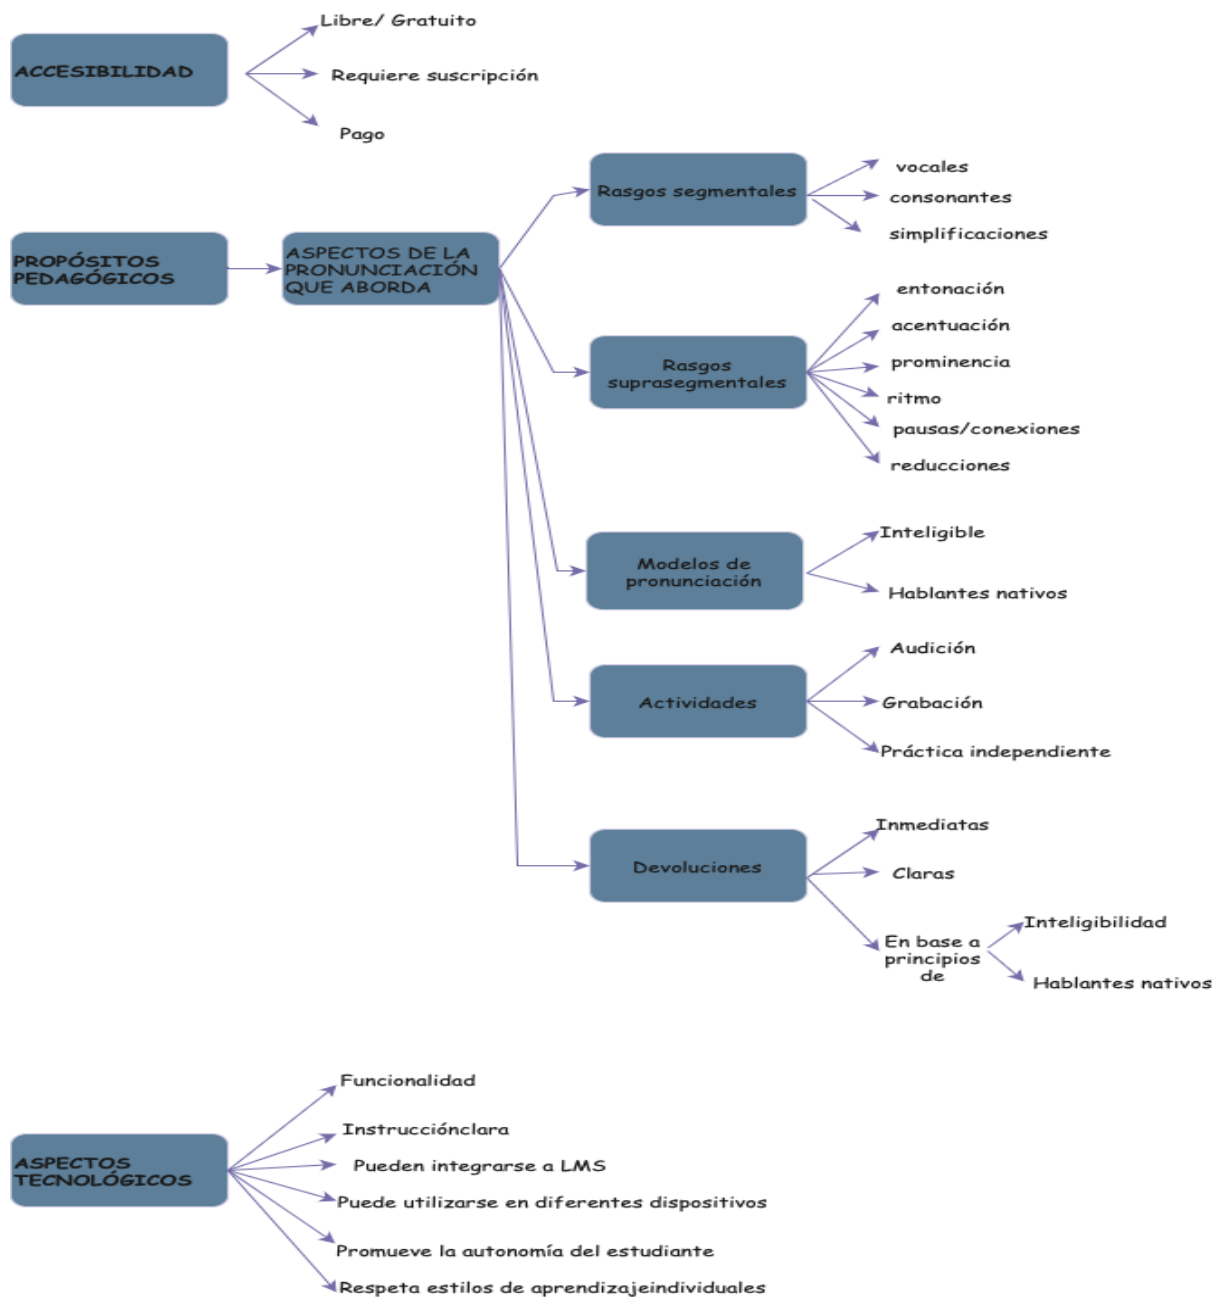 Libre/ Gratuito
ACCESIBILIDAD
Requiere suscripción
Pago
Rasgos segmentales
vocales
consonantes
simplificaciones
PROPÓSITOS
PEDAGÓGICOS
ASPECTOS DE LA
PRONUNCIACIÓN
QUE ABORDA
Rasgos
suprasegmentales
entonación
acentuación
prominencia
ritmo
pausas/conexiones
reducciones
Modelos de
pronunciación
Inteligible
Hablantes nativos
Actividades
Audición
Grabación
Práctica independiente
Devoluciones
Inmediatas
Claras
En base a
principios
de
Inteligibilidad
Hablantes nativos
ASPECTOS
TECNOLÓGICOS
Funcionalidad
Instrucciónclara
Pueden integrarse a LMS
Puede utilizarse en diferentes dispositivos
Promueve la autonomía del estudiante
Respeta estilos de aprendizajeindividuales